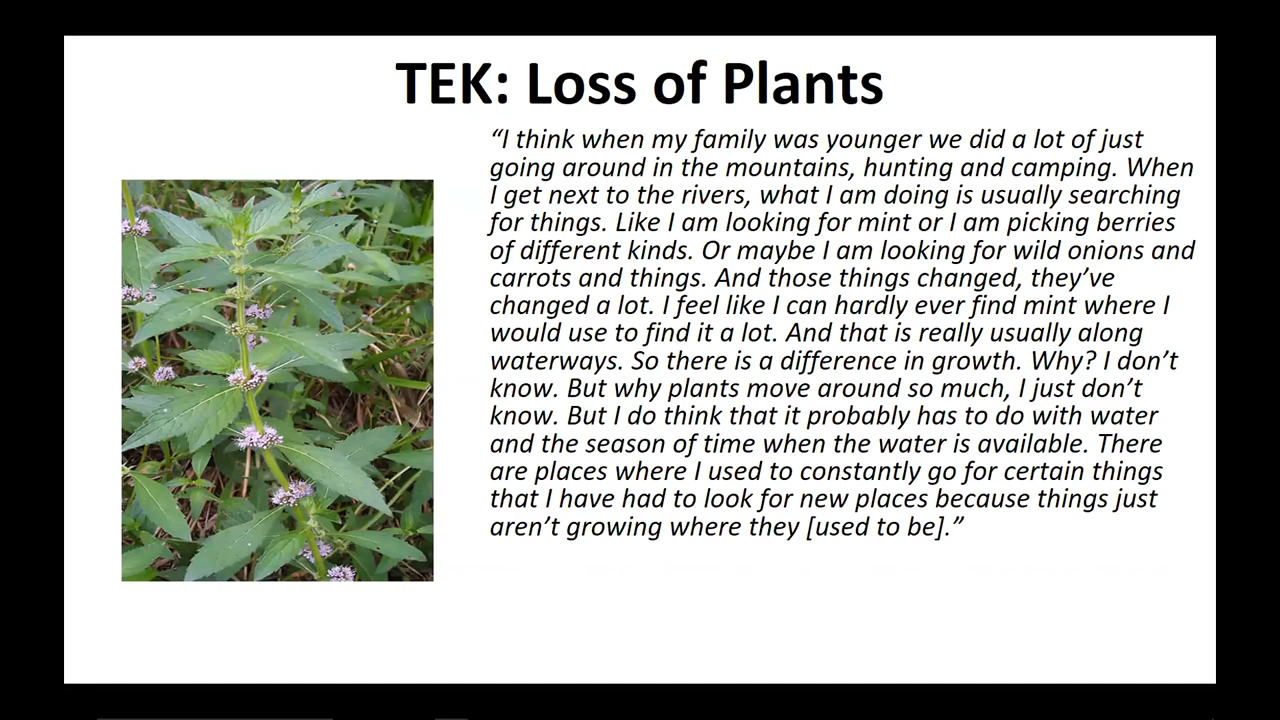 TEK: Loss of Plants
“I think when my family was younger we did a lot of just
going around in the mountains, hunting and camping. When
I get next to the rivers, what I am doing is usually searching
for things. Like I am looking for mint or I am picking berries
of different kinds. Or maybe I am looking for wild onions and
carrots and things. And those things changed, they’ve
changed a lot. I feel like I can hardly ever find mint where I
would use to find it a lot. And that is really usually along
waterways. So there is a difference in growth. Why? I don’t
know. But why plants move around so much, I just don’t
know. But I do think that it probably has to do with water
and the season of time when the water is available. There
are places where I used to constantly go for certain things
that I have had to look for new places because things just
aren’t growing where they [used to be].”